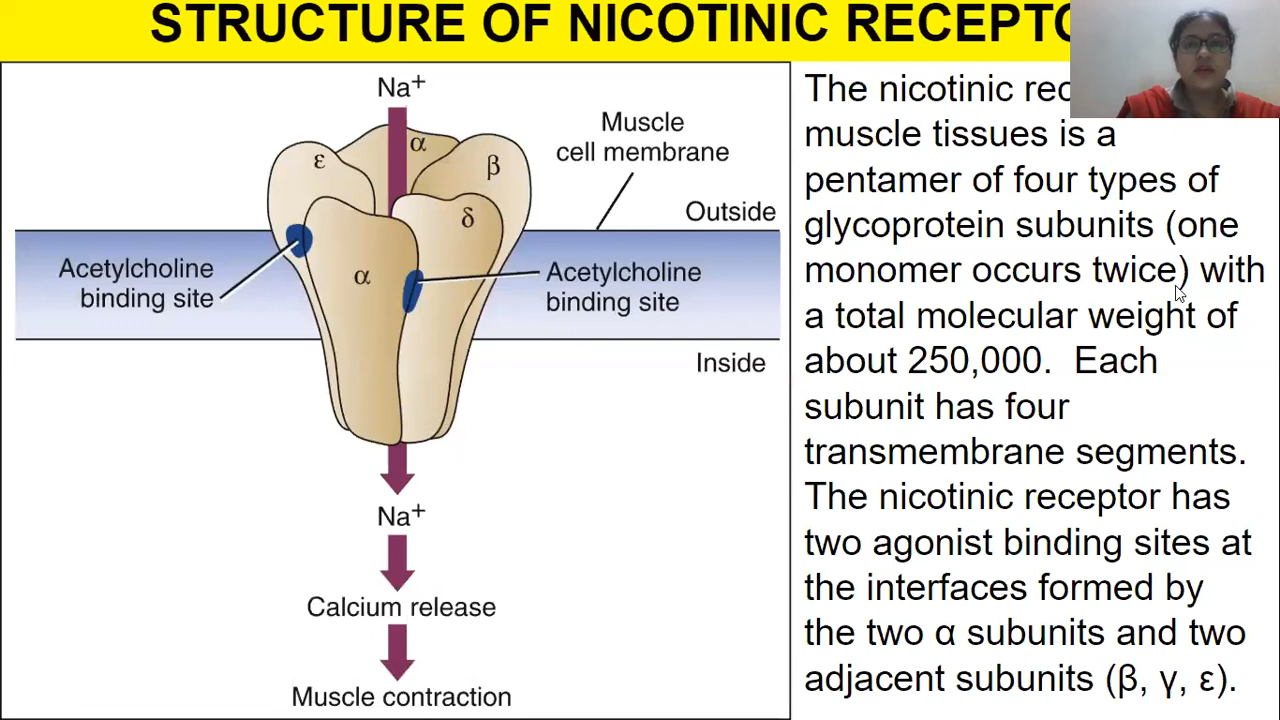 STRUCTURE OF NICOTINIC
Na+
α
ε
β
δ
α
Muscle
cell membrane
Outside
Acetylcholine
binding site
Acetylcholine
binding site
Inside
Na+
Calcium release
Muscle contraction
The nicotinic
muscle tissues is a
pentamer of four types of
glycoprotein subunits (one
monomer occurs twice) with
a total molecular weight of
about 250,000. Each
subunit has four
transmembrane segments.
The nicotinic receptor has
two agonist binding sites at
the interfaces formed by
the two α subunits and two
adjacent subunits (β, γ, ε).